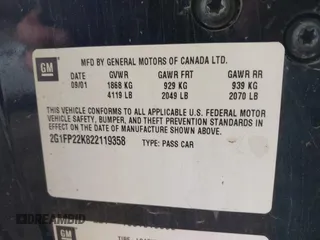 GM
MFD BY GENERAL MOTORS OF CANADA LTD.
DATE GVWR GAWR FRT GAWR RR
09/01 1868 KG 929 KG 939 KG
4119 LB 2049 LB 2070 LB
THIS VEHICLE CONFORMS TO ALL APPLICABLE U.S. FEDERAL MOTOR
VEHICLE SAFETY, BUMPER, AND THEFT PREVENTION STANDARDS IN
EFFECT ON THE DATE OF MANUFACTURE SHOWN ABOVE.
2G1FP22K822119358 TYPE: PASS CAR
GM